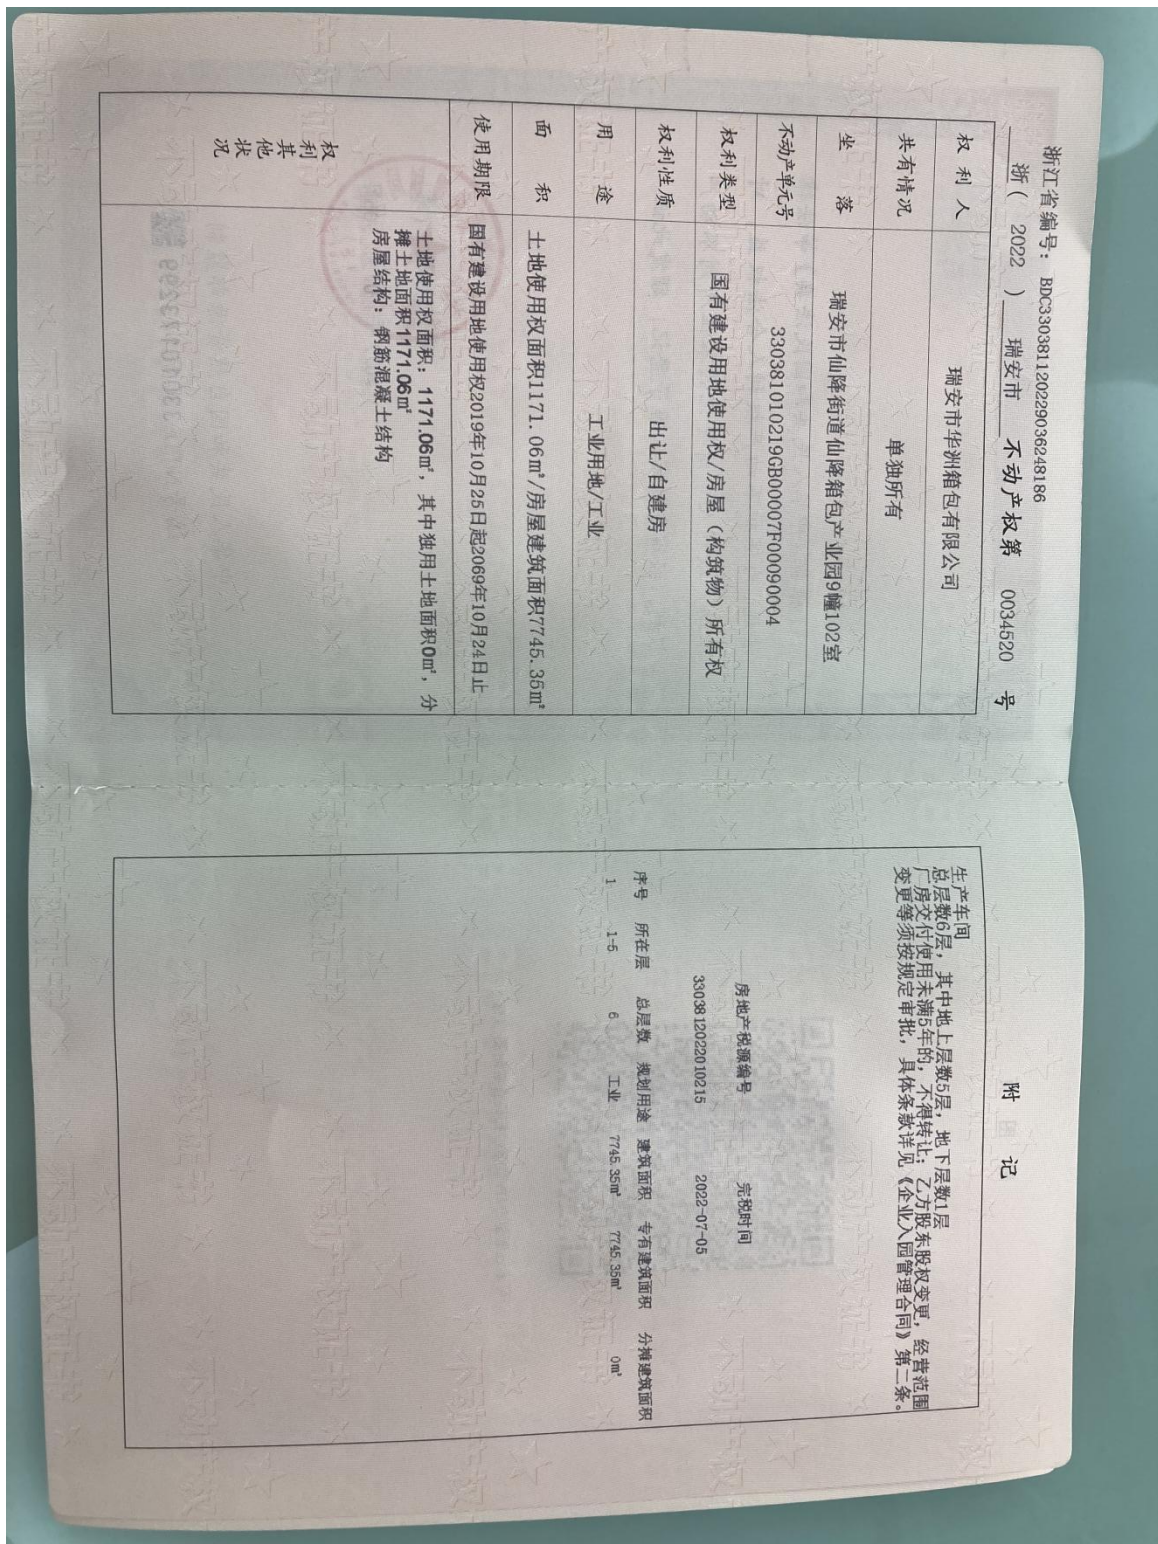 浙江省编号： BDC330381120229036248186
浙（ 2022 ） 瑞安市 不动产权第 0034520 号
权利人 瑞安市华洲箱包有限公司
共有情况 单独所有
坐落 瑞安市仙降街道仙降箱包产业园9幢102室
不动产单元号 330381010219GB00007F00090004
权利类型 国有建设用地使用权/房屋（构筑物）所有权
权利性质 出让/自建房
用途 工业用地/工业
面积 土地使用权面积1171.06㎡/房屋建筑面积7745.35㎡
使用期限 国有建设用地使用权2019年10月25日起2069年10月24日止
权利其他状况
土地使用权面积：1171.06㎡，其中独用土地面积0㎡，分
摊土地面积1171.06㎡
房屋结构：钢筋混凝土结构
附 记
生产车间
总层数6层，其中地上层数5层，地下层数1层
厂房交付使用未满5年的，不得转让；乙方股东股权变更，经营范围
变更等须按规定审批，具体条款详见《企业入园管理合同》第二条。
房地产税源编号 完税时间
3303812022010215 2022-07-05
序号 所在层 总层数 规划用途 建筑面积 专有建筑面积 分摊建筑面积
1 1-5 6 工业 7745.35㎡ 7745.35㎡ 0㎡